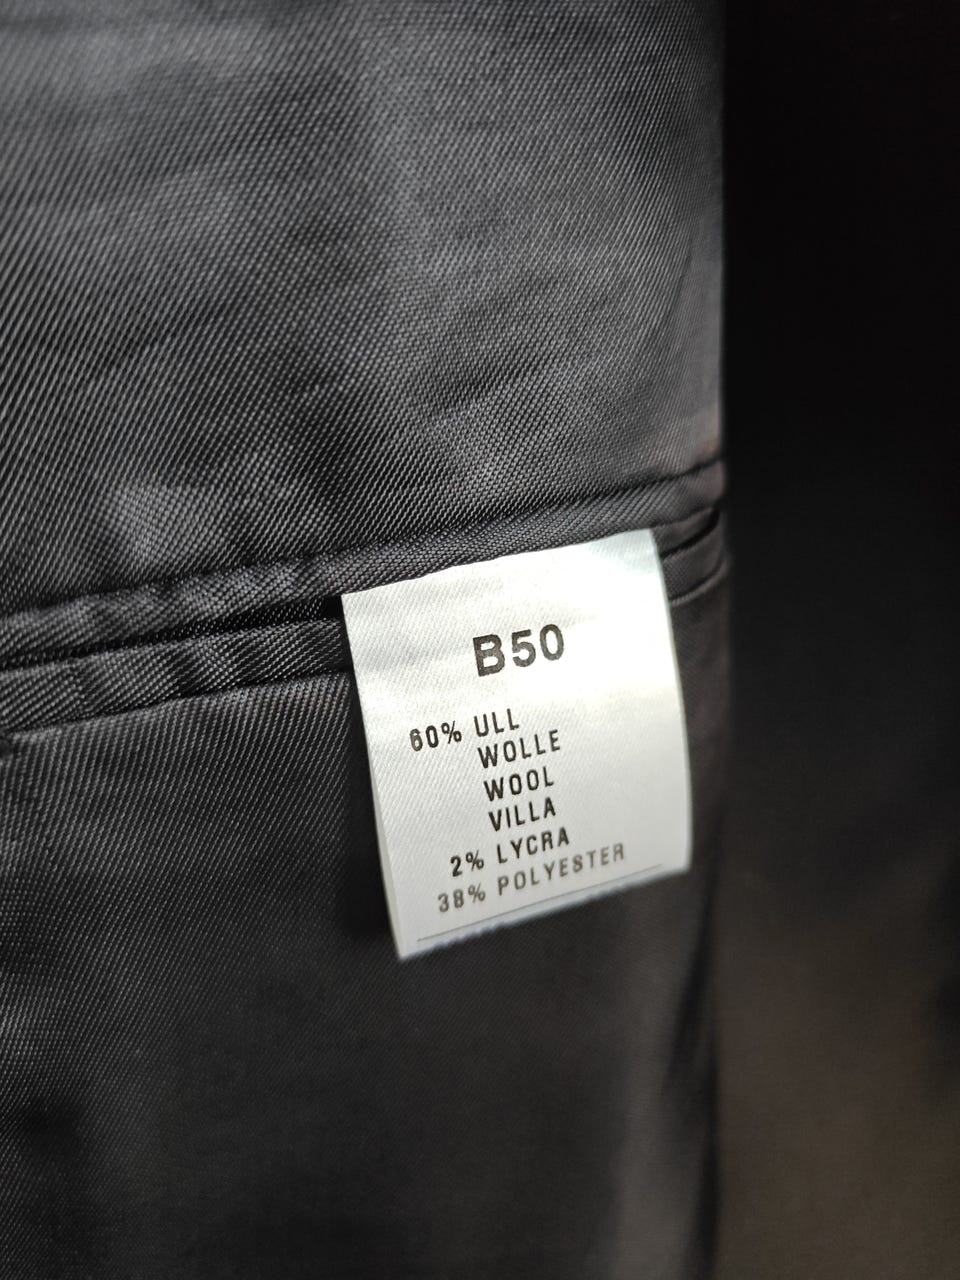 B50
60% ULL
WOLLE
WOOL
VILLA
2% LYCRA
38% POLYESTER